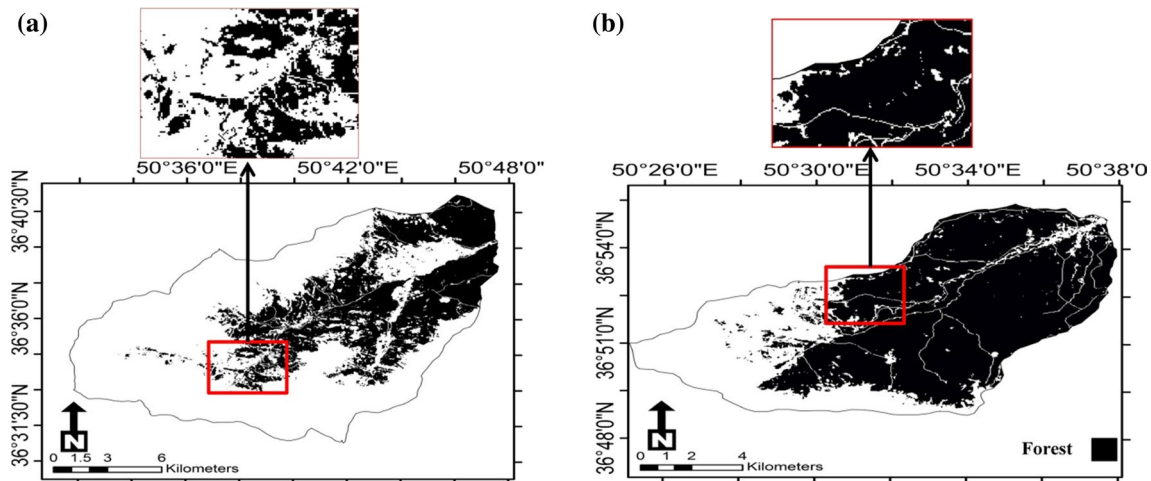 (a)
(b)
50°36'0"E
50°42'0"E
50°48'0"
50°26'0"E
50°30'0"E
50°34'0"E
50°38'0
36°40'30"N
36°36'0"N
36°31'30"N
36°54'0"N
36°51'0"N
36°48'0"N
N
0 1.5 3 6
Kilometers
N
0 1 2 4
Kilometers
Forest